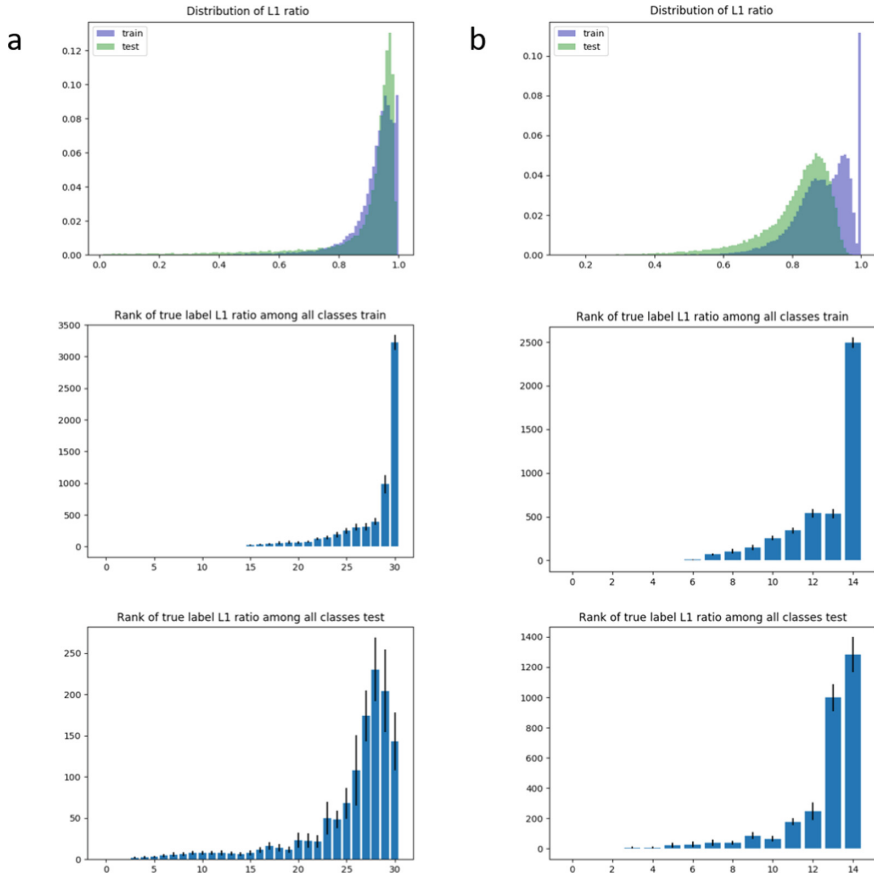 a
Distribution of L1 ratio
train
test
0.12
0.10
0.08
0.06
0.04
0.02
0.00
0.0 0.2 0.4 0.6 0.8 1.0
Rank of true label L1 ratio among all classes train
3500
3000
2500
2000
1500
1000
500
0
0 5 10 15 20 25 30
Rank of true label L1 ratio among all classes test
250
200
150
100
50
0
0 5 10 15 20 25 30
b
Distribution of L1 ratio
train
test
0.10
0.08
0.06
0.04
0.02
0.00
0.2 0.4 0.6 0.8 1.0
Rank of true label L1 ratio among all classes train
2500
2000
1500
1000
500
0
0 2 4 6 8 10 12 14
Rank of true label L1 ratio among all classes test
1400
1200
1000
800
600
400
200
0
0 2 4 6 8 10 12 14